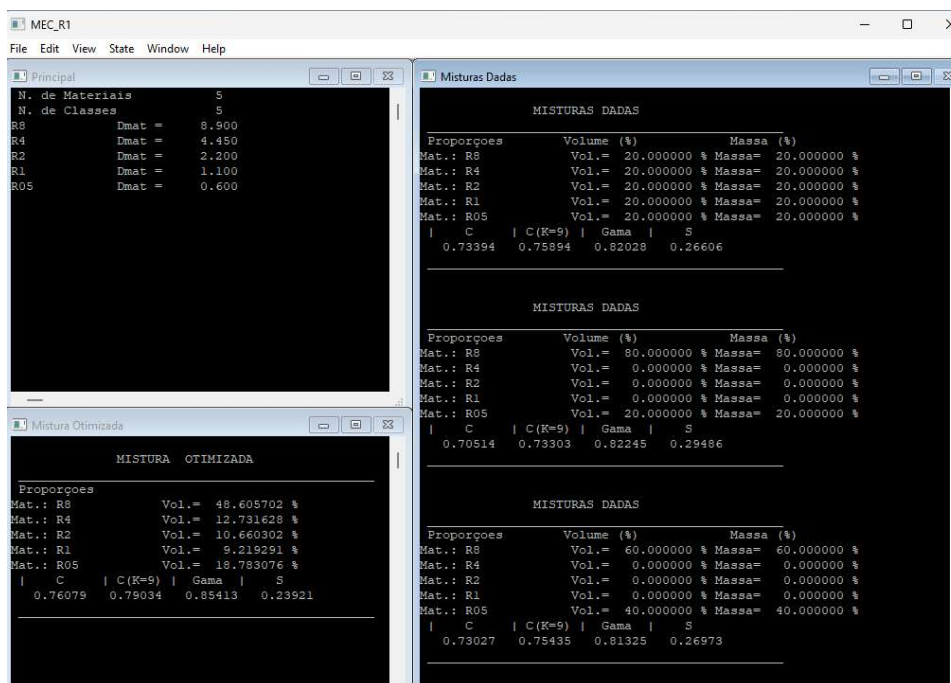 MEC_R1
File Edit View State Window Help
Principal
N. de Materiais 5
N. de Classes 5
R8 Dmat = 8.900
R4 Dmat = 4.450
R2 Dmat = 2.200
R1 Dmat = 1.100
R05 Dmat = 0.600
Mistura Otimizada
MISTURA OTIMIZADA
Proporçoes
Mat.: R8 Vol.= 48.605702 %
Mat.: R4 Vol.= 12.731628 %
Mat.: R2 Vol.= 10.660302 %
Mat.: R1 Vol.= 9.219291 %
Mat.: R05 Vol.= 18.783076 %
| C | C(K=9) | Gama | S
0.76079 0.79034 0.85413 0.23921
Misturas Dadas
MISTURAS DADAS
Proporçoes Volume (%) Massa (%)
Mat.: R8 Vol.= 20.000000 % Massa= 20.000000 %
Mat.: R4 Vol.= 20.000000 % Massa= 20.000000 %
Mat.: R2 Vol.= 20.000000 % Massa= 20.000000 %
Mat.: R1 Vol.= 20.000000 % Massa= 20.000000 %
Mat.: R05 Vol.= 20.000000 % Massa= 20.000000 %
| C | C(K=9) | Gama | S
0.73394 0.75894 0.82028 0.26606
MISTURAS DADAS
Proporçoes Volume (%) Massa (%)
Mat.: R8 Vol.= 80.000000 % Massa= 80.000000 %
Mat.: R4 Vol.= 0.000000 % Massa= 0.000000 %
Mat.: R2 Vol.= 0.000000 % Massa= 0.000000 %
Mat.: R1 Vol.= 0.000000 % Massa= 0.000000 %
Mat.: R05 Vol.= 20.000000 % Massa= 20.000000 %
| C | C(K=9) | Gama | S
0.70514 0.73303 0.82245 0.29486
MISTURAS DADAS
Proporçoes Volume (%) Massa (%)
Mat.: R8 Vol.= 60.000000 % Massa= 60.000000 %
Mat.: R4 Vol.= 0.000000 % Massa= 0.000000 %
Mat.: R2 Vol.= 0.000000 % Massa= 0.000000 %
Mat.: R1 Vol.= 0.000000 % Massa= 0.000000 %
Mat.: R05 Vol.= 40.000000 % Massa= 40.000000 %
| C | C(K=9) | Gama | S
0.73027 0.75435 0.81325 0.26973